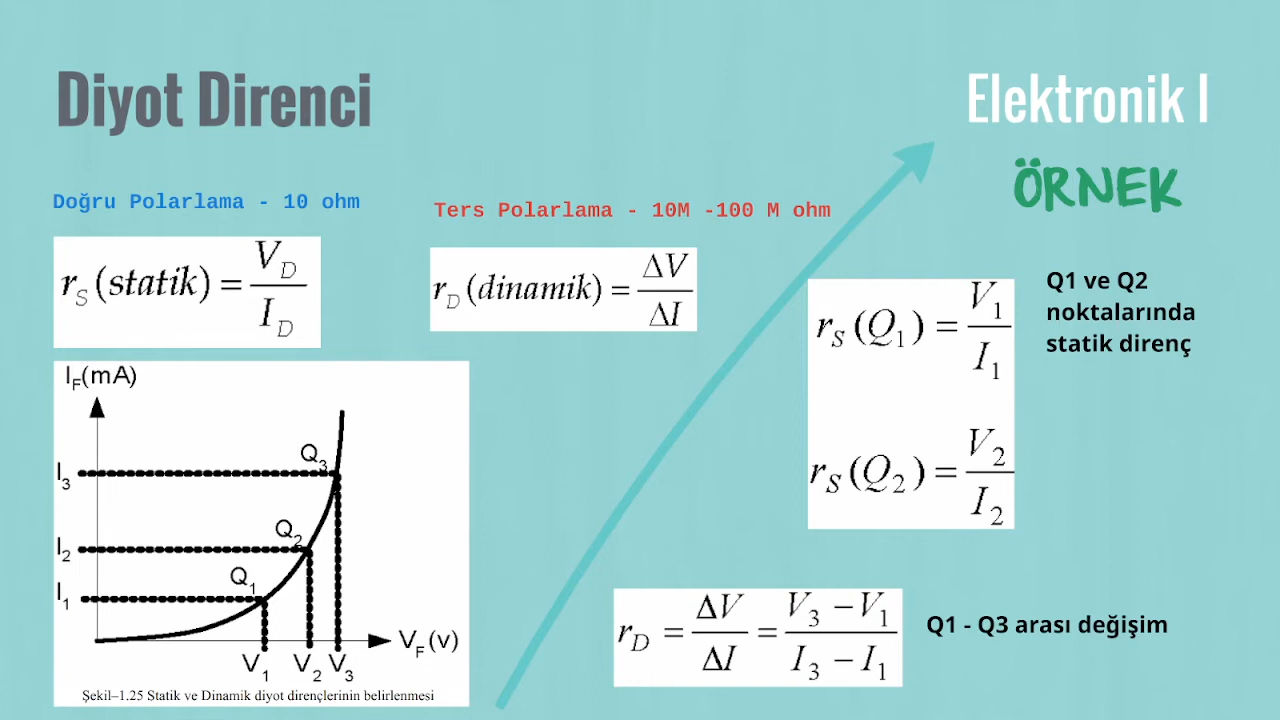 Diyot Direnci
Elektronik I
ÖRNEK
Doğru Polarlama - 10 ohm
Ters Polarlama - 10M -100 M ohm
r_S (statik) = V_D / I_D
r_D (dinamik) = ΔV / ΔI
r_S (Q_1) = V_1 / I_1
r_S (Q_2) = V_2 / I_2
Q1 ve Q2
noktalarında
statik direnç
I_F(mA)
Q_3
I_3
Q_2
I_2
Q_1
I_1
V_F (v)
V_1 V_2 V_3
Şekil–1.25 Statik ve Dinamik diyot dirençlerinin belirlenmesi
r_D = ΔV / ΔI = V_3 − V_1 / I_3 − I_1
Q1 - Q3 arası değişim